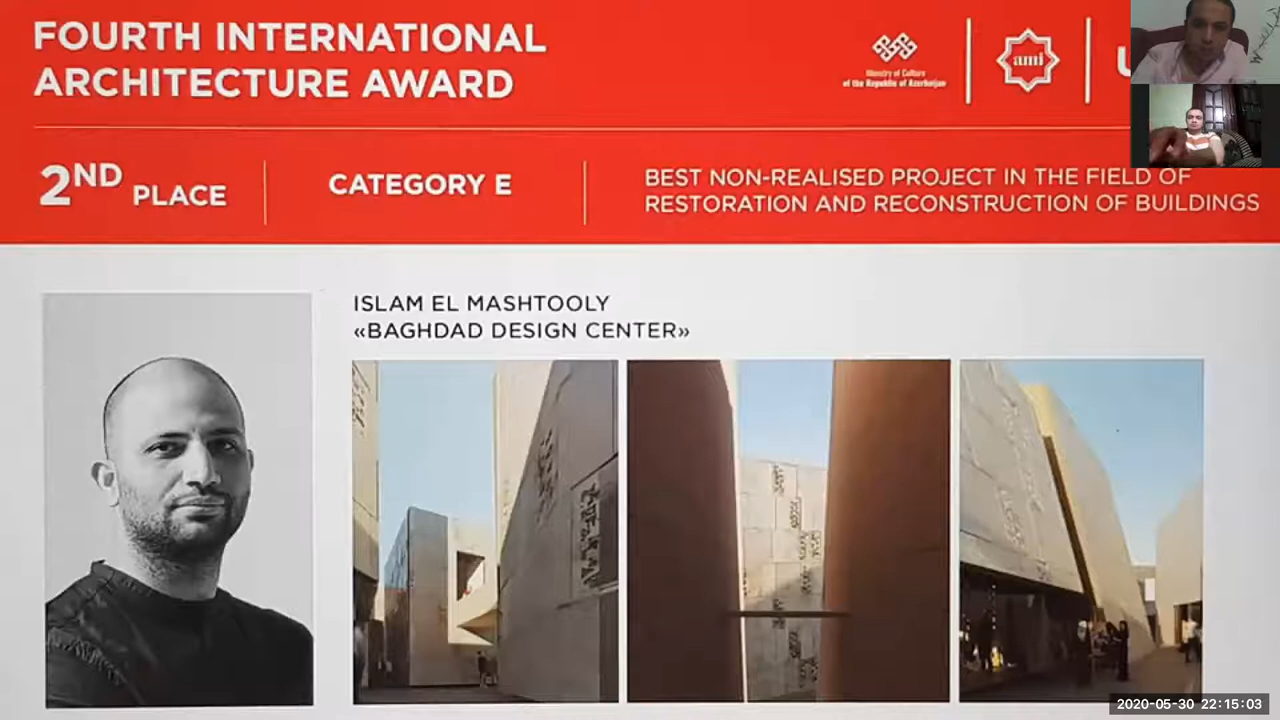 FOURTH INTERNATIONAL
ARCHITECTURE AWARD
Ministry of Culture
of the Republic of Azerbaijan
ami
2ND PLACE
CATEGORY E
BEST NON-REALISED PROJECT IN THE FIELD OF
RESTORATION AND RECONSTRUCTION OF BUILDINGS
ISLAM EL MASHTOOLY
«BAGHDAD DESIGN CENTER»
2020-05-30 22:15:03